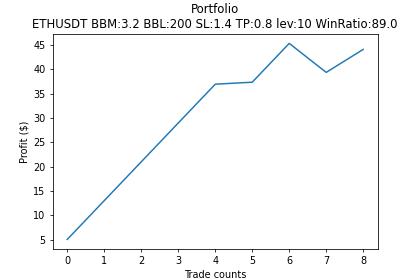 Portfolio
ETHUSDT BBM:3.2 BBL:200 SL:1.4 TP:0.8 lev:10 WinRatio:89.0
45
40
35
30
25
20
15
10
5
Profit ($)
0 1 2 3 4 5 6 7 8
Trade counts